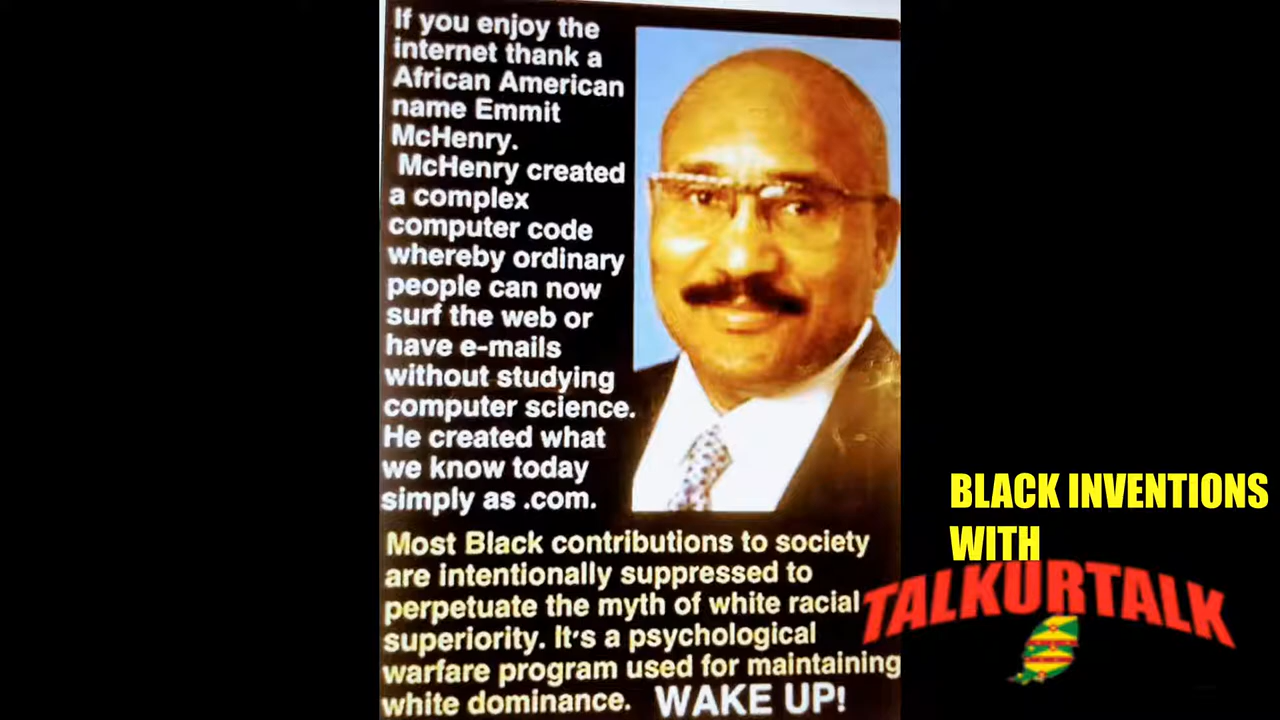 If you enjoy the
internet thank a
African American
name Emmit
McHenry.
McHenry created
a complex
computer code
whereby ordinary
people can now
surf the web or
have e-mails
without studying
computer science.
He created what
we know today
simply as .com.
Most Black contributions to society
are intentionally suppressed to
perpetuate the myth of white racial
superiority. It's a psychological
warfare program used for maintaining
white dominance. WAKE UP!
BLACK INVENTIONS
WITH
TALKURTALK